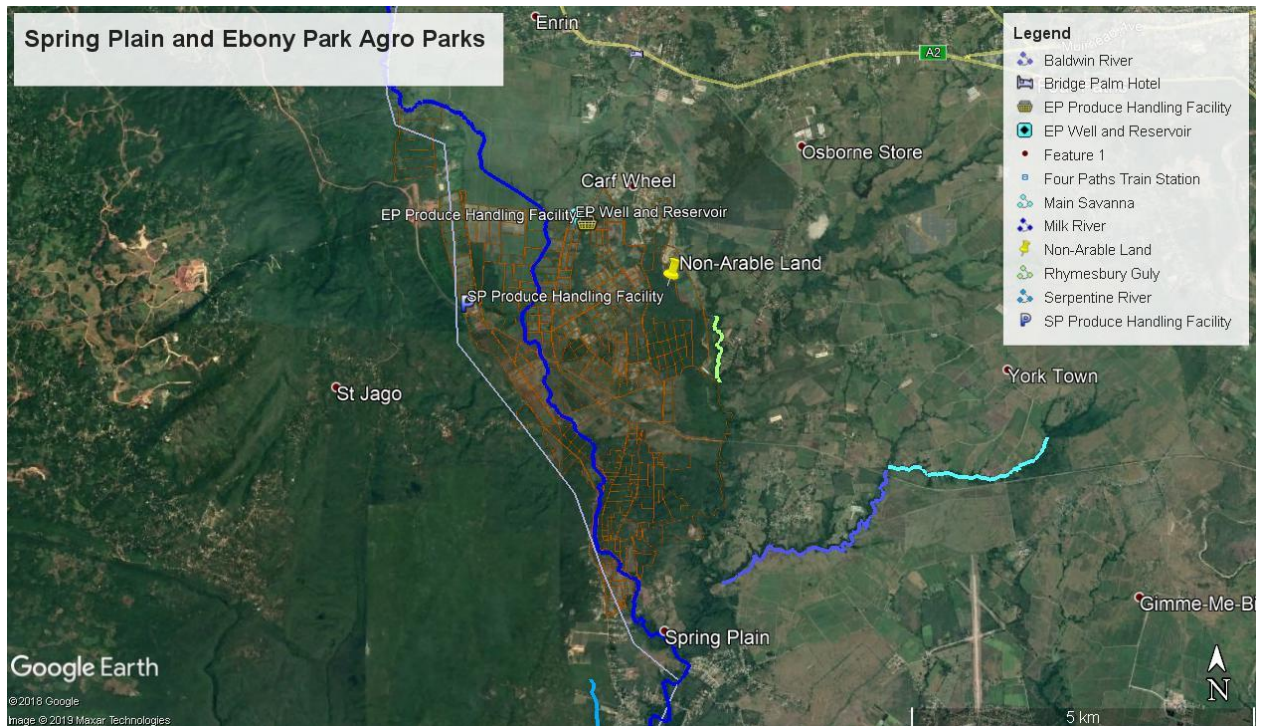 Spring Plain and Ebony Park Agro Parks
Enrin
A2
Legend
Baldwin River
Bridge Palm Hotel
EP Produce Handling Facility
EP Well and Reservoir
Feature 1
Four Paths Train Station
Main Savanna
Milk River
Non-Arable Land
Rhymesbury Guly
Serpentine River
SP Produce Handling Facility
Osborne Store
Carf Wheel
EP Produce Handling Facility
EP Well and Reservoir
Non-Arable Land
SP Produce Handling Facility
St Jago
York Town
Gimme-Me-Bi
Spring Plain
Google Earth
© 2018 Google
Image © 2019 Maxar Technologies
N
5 km